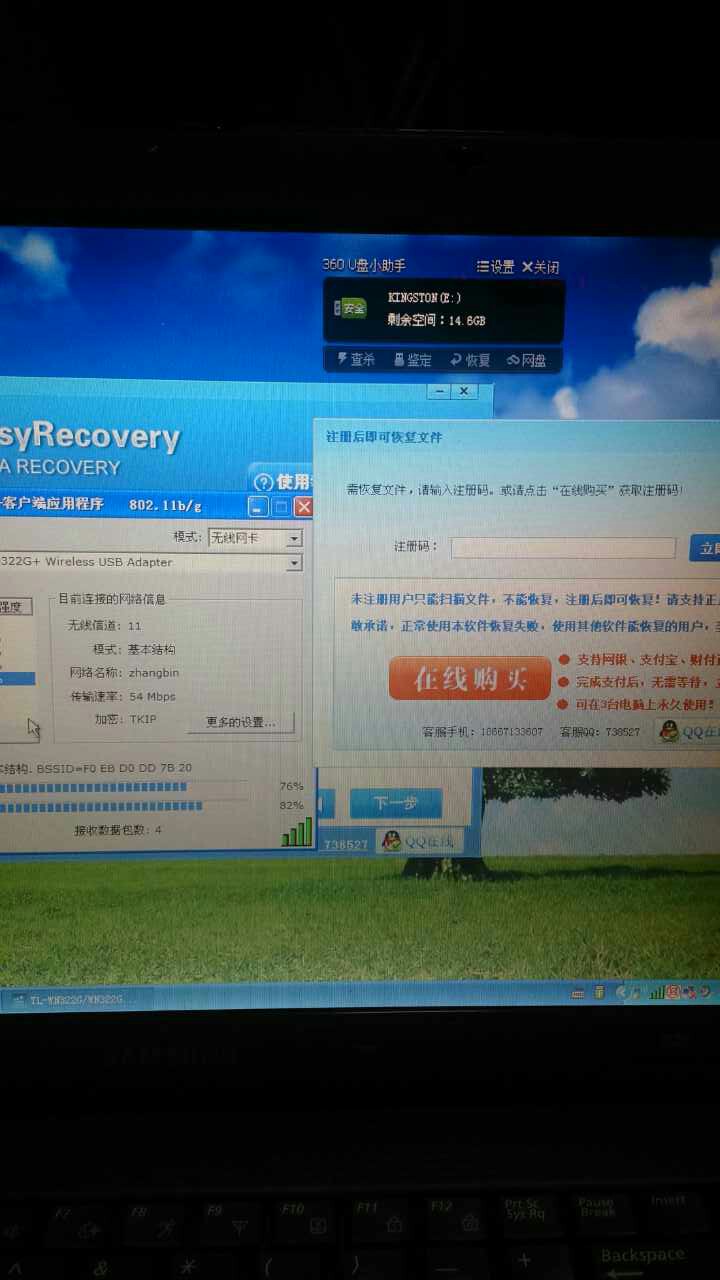 360 U盘小助手 设置 关闭
安全 KINGSTON(E:)
剩余空间：14.6GB
查杀 鉴定 恢复 网盘
syRecovery
A RECOVERY
使用
客户端应用程序 802.11b/g
模式: 无线网卡
322G+ Wireless USB Adapter
强度
目前连接的网络信息
无线信道: 11
模式: 基本结构
网络名称: zhangbin
传输速率: 54 Mbps
加密: TKIP 更多的设置...
结构. BSSID=F0 EB D0 DD 7B 20
76%
82%
接收数据包数: 4
注册后即可恢复文件
需恢复文件，请输入注册码。或请点击“在线购买”获取注册码!
注册码： 立
未注册用户只能扫描文件，不能恢复，注册后即可恢复! 请支持正
敢承诺，正常使用本软件恢复失败，使用其他软件能恢复的用户，
在线购买
支持网银、支付宝、财付
完成支付后，无需等待，
可在3台电脑上永久使用!
客服手机: 18667133607 客服QQ: 738527 QQ在
下一步
738527 QQ在线
TL-WN322G/WN322G...
F7 F8 F9 F10 F11 F12 Prt Sc Pause Insert
Sys Rq Break
& * ( ) — + Backspace